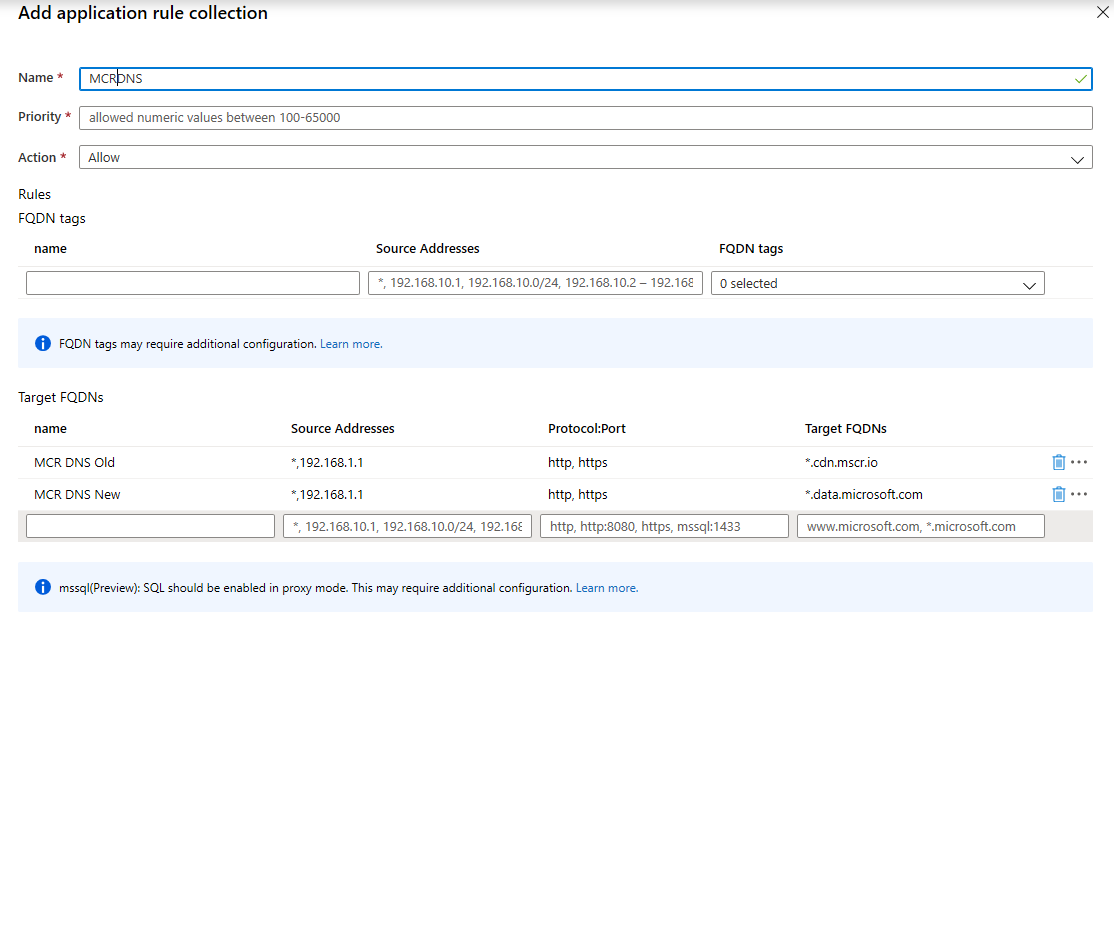 Add application rule collection
Name *
MCRDNS
Priority *
allowed numeric values between 100-65000
Action *
Allow
Rules
FQDN tags
name Source Addresses FQDN tags
*, 192.168.10.1, 192.168.10.0/24, 192.168.10.2 – 192.168 0 selected
FQDN tags may require additional configuration. Learn more.
Target FQDNs
name Source Addresses Protocol:Port Target FQDNs
MCR DNS Old *,192.168.1.1 http, https *.cdn.mscr.io
MCR DNS New *,192.168.1.1 http, https *.data.microsoft.com
*, 192.168.10.1, 192.168.10.0/24, 192.168 http, http:8080, https, mssql:1433 www.microsoft.com, *.microsoft.com
mssql(Preview): SQL should be enabled in proxy mode. This may require additional configuration. Learn more.